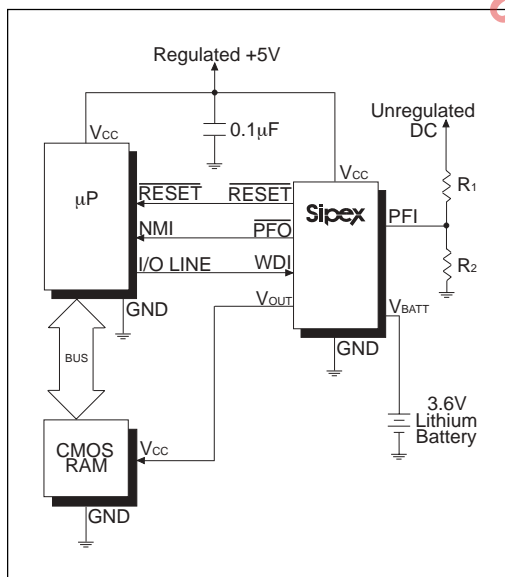 Regulated +5V
Unregulated
DC
VCC
0.1µF
VCC
R1
µP
RESET
RESET
Sipex
PFI
NMI
PFO
R2
I/O LINE
WDI
GND
VOUT
VBATT
GND
BUS
3.6V
Lithium
Battery
CMOS
RAM
VCC
GND